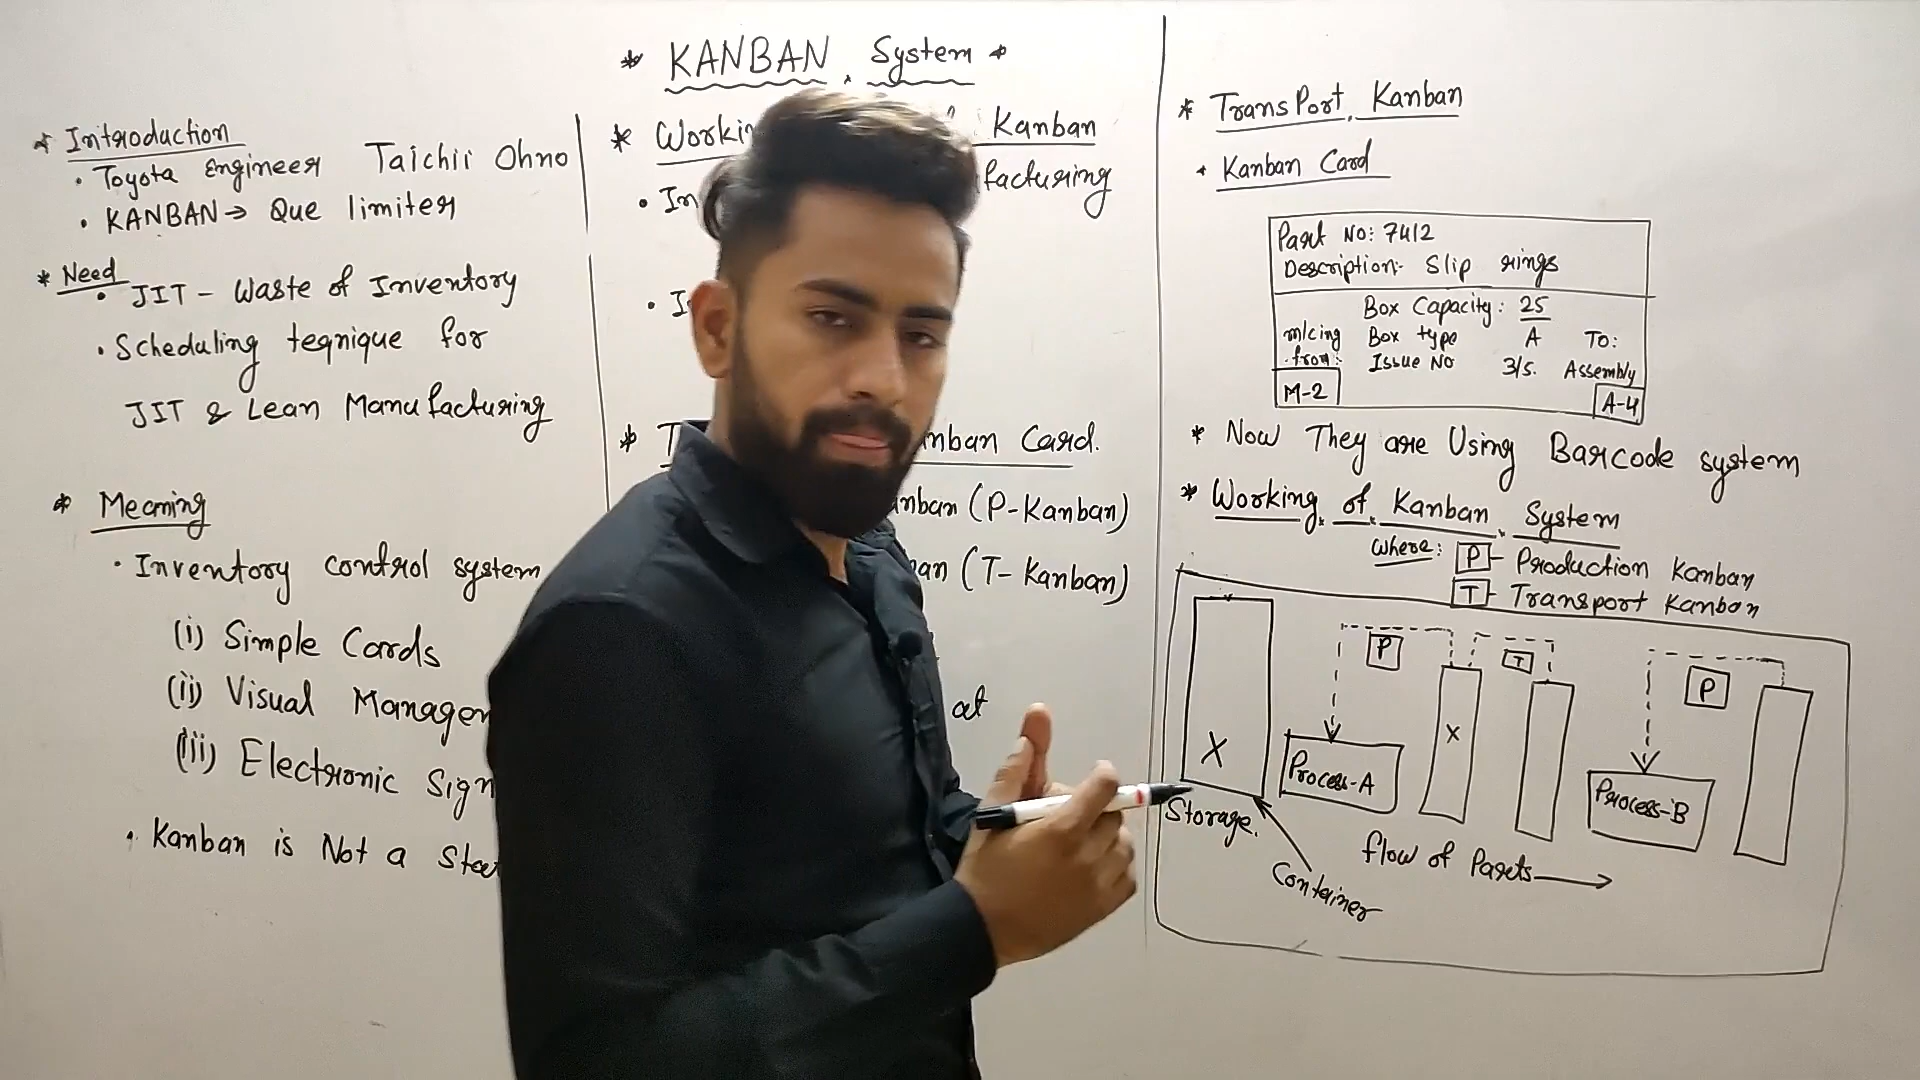 * KANBAN System *
* Introduction
• Toyota Engineer Taichii Ohno
• KANBAN → Que limiter
* Need
• JIT - Waste of Inventory
• Scheduling teqnique for
JIT & Lean Manufacturing
* Meaning
• Inventory control system
(i) Simple Cards
(ii) Visual
(iii) Electronic
• Kanban is Not a
* Kanban
• In
facturing
*
Card.
(P-Kanban)
(T-Kanban)
at
* TransPort Kanban
• Kanban Card
Part No: 7412
Description:- Slip rings
Box Capacity: 25
m/cing Box type A To:
from: Issue No 3/5. Assembly
M-2 A-4
* Now They are Using Barcode system
* Working of Kanban System
Where: P - Production Kanban
T - Transport Kanban
P T P
X X
Process-A Process-B
Storage.
Flow of Parts →
Container